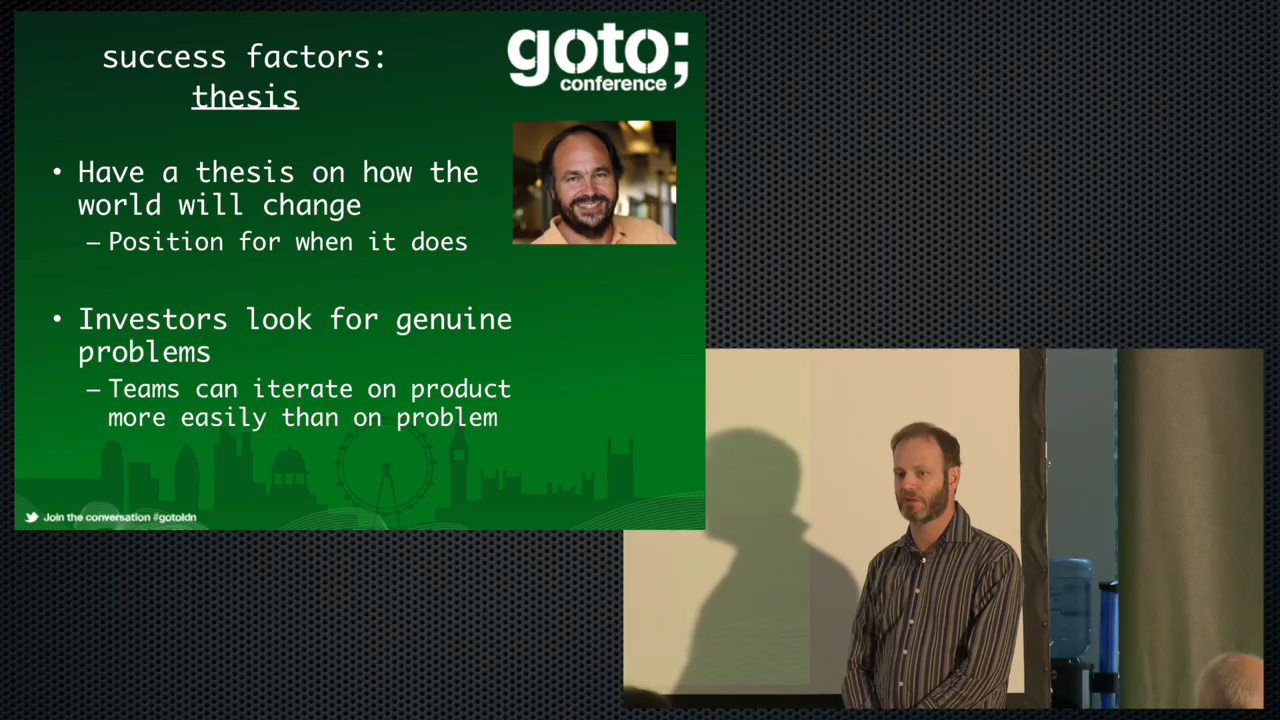 success factors:
thesis
goto;
conference
• Have a thesis on how the
world will change
– Position for when it does
• Investors look for genuine
problems
– Teams can iterate on product
more easily than on problem
Join the conversation #gotoldn